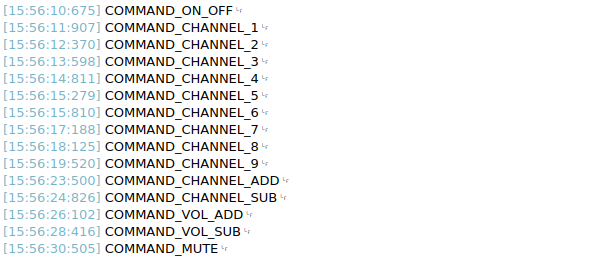 [15:56:10:675] COMMAND_ON_OFF␍
[15:56:11:907] COMMAND_CHANNEL_1␍
[15:56:12:370] COMMAND_CHANNEL_2␍
[15:56:13:598] COMMAND_CHANNEL_3␍
[15:56:14:811] COMMAND_CHANNEL_4␍
[15:56:15:279] COMMAND_CHANNEL_5␍
[15:56:15:810] COMMAND_CHANNEL_6␍
[15:56:17:188] COMMAND_CHANNEL_7␍
[15:56:18:125] COMMAND_CHANNEL_8␍
[15:56:19:520] COMMAND_CHANNEL_9␍
[15:56:23:500] COMMAND_CHANNEL_ADD␍
[15:56:24:826] COMMAND_CHANNEL_SUB␍
[15:56:26:102] COMMAND_VOL_ADD␍
[15:56:28:416] COMMAND_VOL_SUB␍
[15:56:30:505] COMMAND_MUTE␍